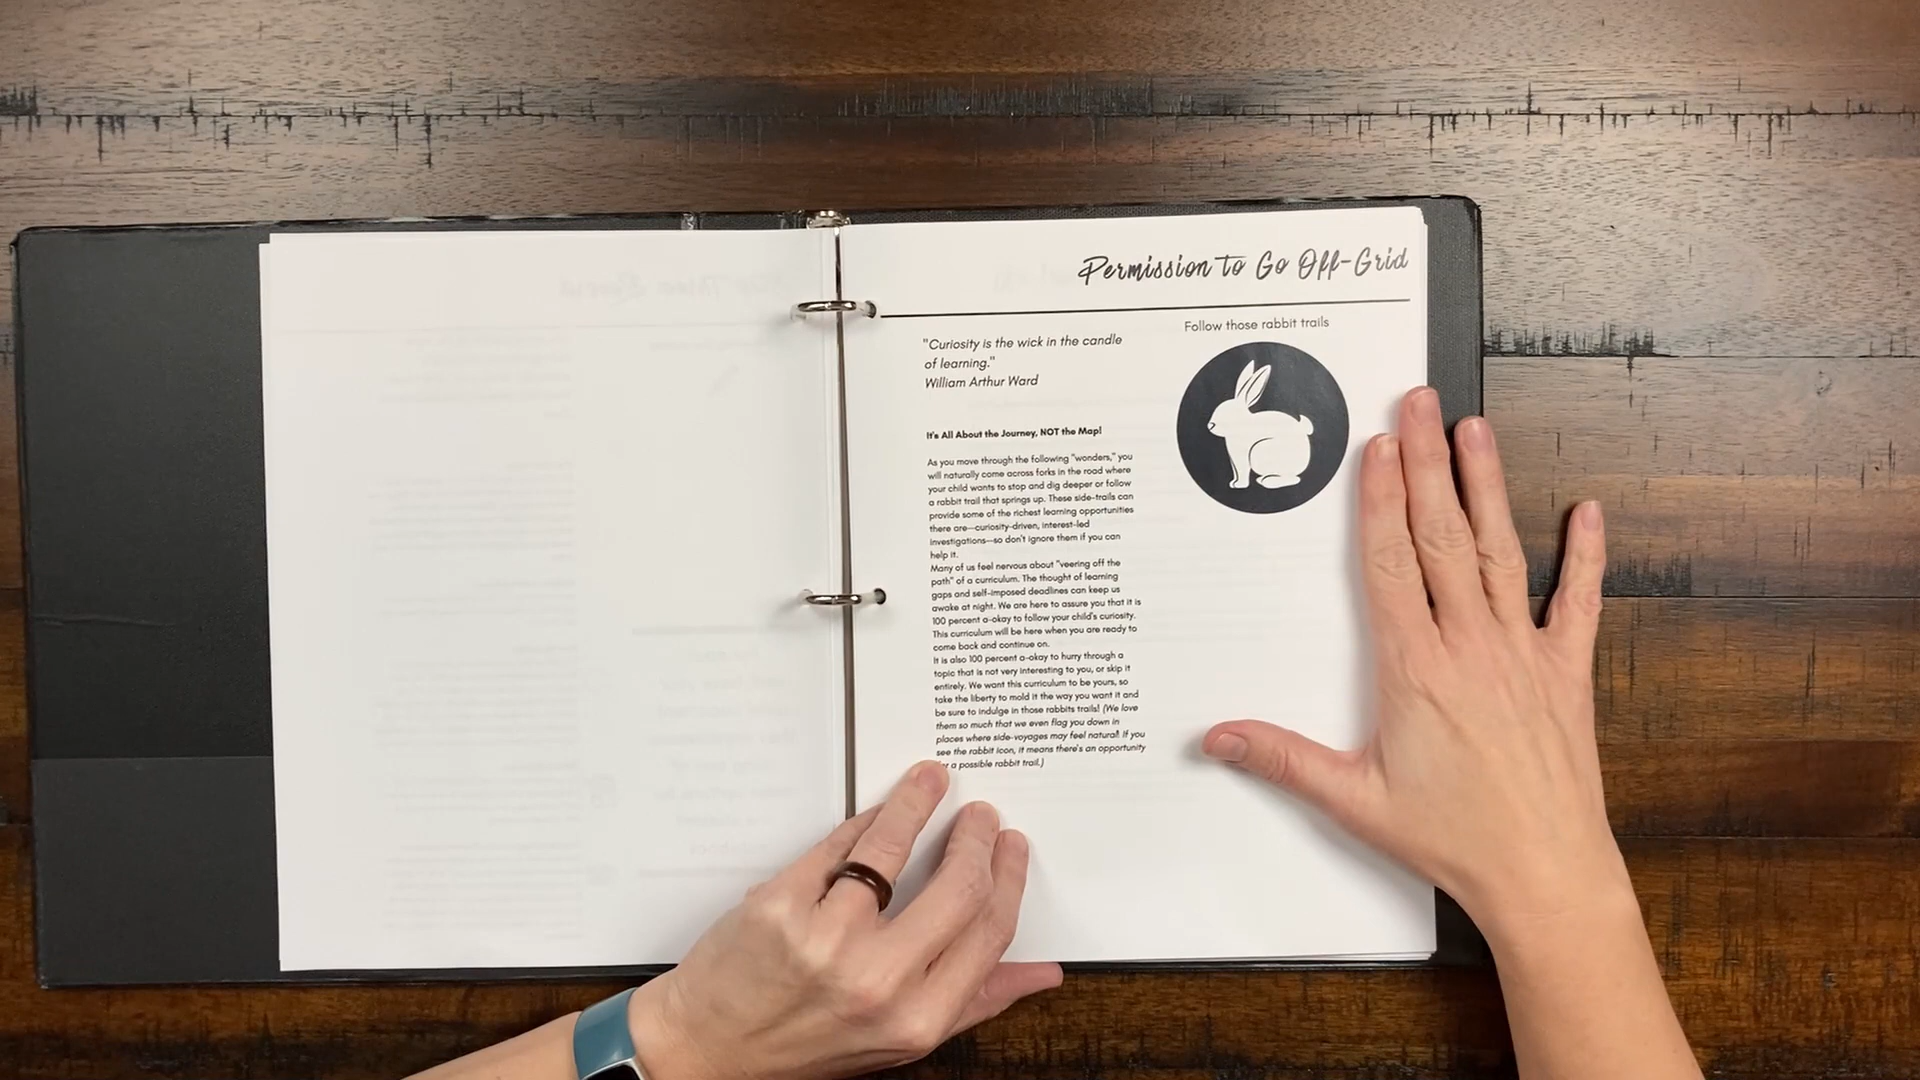 Permission to Go Off-Grid
"Curiosity is the wick in the candle
of learning."
William Arthur Ward
Follow those rabbit trails
It's All About the Journey, NOT the Map!
As you move through the following "wonders," you
will naturally come across forks in the road where
your child wants to stop and dig deeper or follow
a rabbit trail that springs up. These side-trails can
provide some of the richest learning opportunities
there are—curiosity-driven, interest-led
investigations—so don't ignore them if you can
help it.
Many of us feel nervous about "veering off the
path" of a curriculum. The thought of learning
gaps and self-imposed deadlines can keep us
awake at night. We are here to assure you that it is
100 percent a-okay to follow your child's curiosity.
This curriculum will be here when you are ready to
come back and continue on.
It is also 100 percent a-okay to hurry through a
topic that is not very interesting to you, or skip it
entirely. We want this curriculum to be yours, so
take the liberty to mold it the way you want it and
be sure to indulge in those rabbits trails! (We love
them so much that we even flag you down in
places where side-voyages may feel natural! If you
see the rabbit icon, it means there's an opportunity
a possible rabbit trail.)